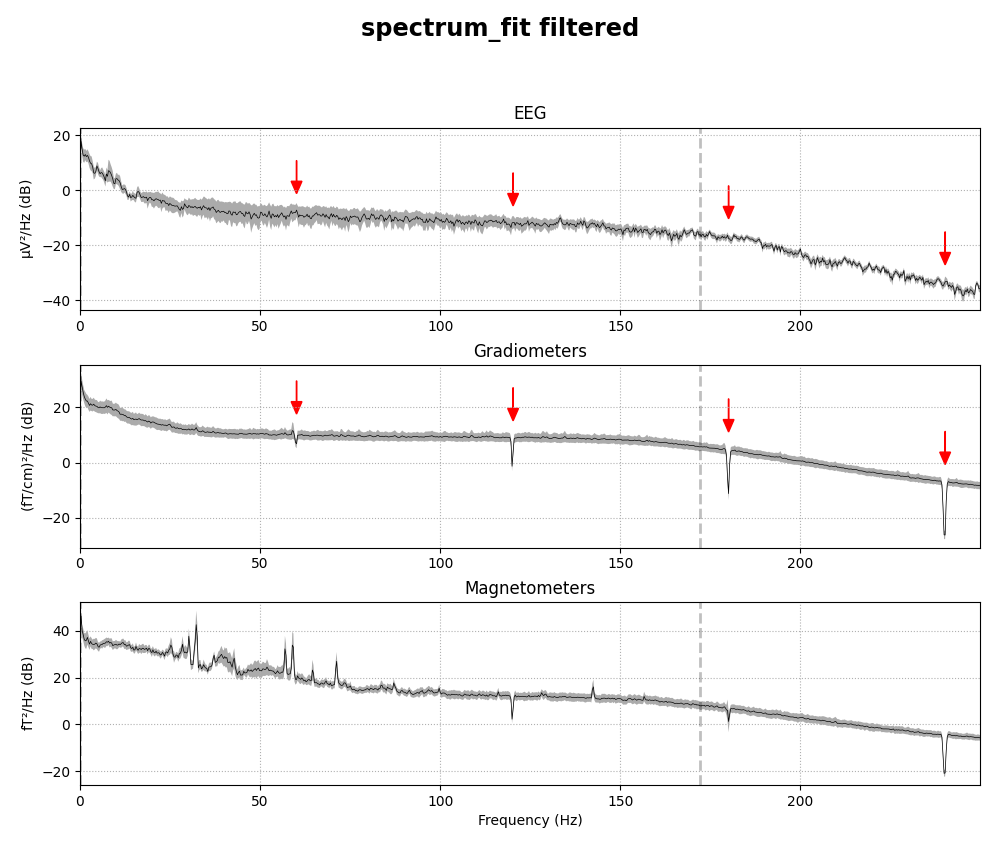 spectrum_fit filtered
EEG
µV²/Hz (dB)
20
0
−20
−40
0 50 100 150 200
Gradiometers
(fT/cm)²/Hz (dB)
20
0
−20
0 50 100 150 200
Magnetometers
fT²/Hz (dB)
40
20
0
−20
0 50 100 150 200
Frequency (Hz)